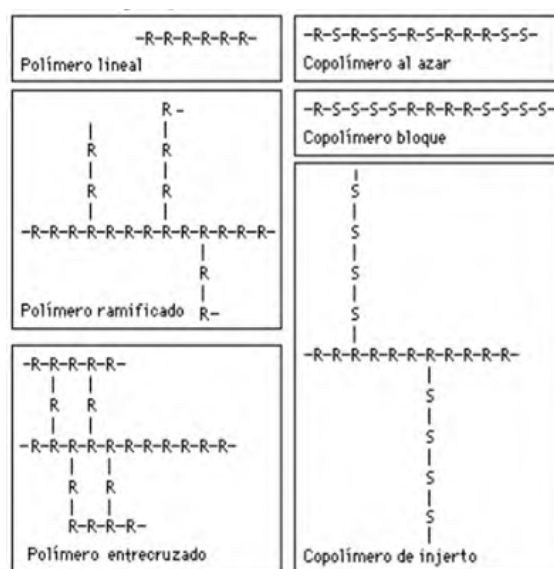 -R-R-R-R-R-R-
Polímero lineal
-R-S-R-S-S-R-S-R-R-R-S-S-
Copolímero al azar
R-
R
R
R
R
-R-R-R-R-R-R-R-R-R-R-R-R-R-
R
R-
Polímero ramificado
-R-S-S-S-S-R-R-R-R-S-S-S-S-
Copolímero bloque
-R-R-R-R-R-
R R
-R-R-R-R-R-R-R-R-R-R-R-
R R
R-R-R-R-
Polímero entrecruzado
S
S
S
S
-R-R-R-R-R-R-R-R-R-R-R-
S
S
S
S
Copolímero de injerto